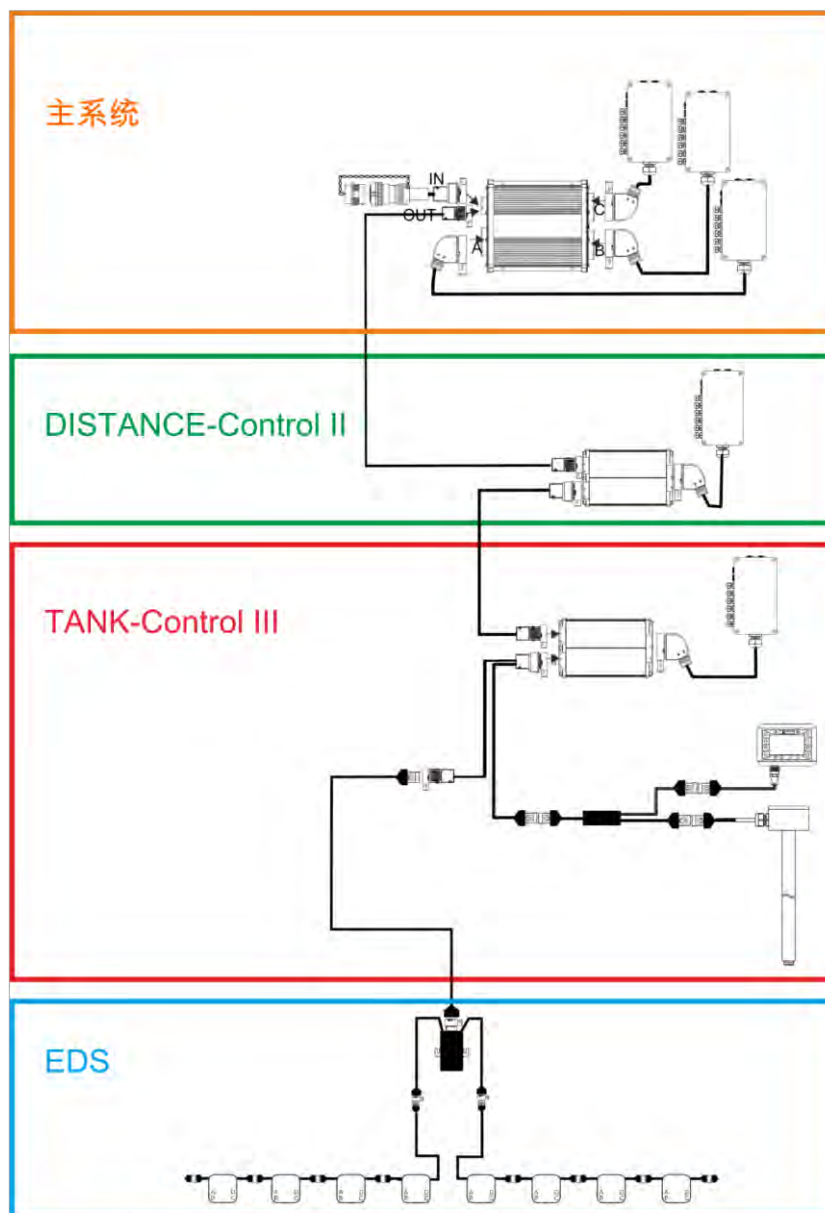 主系统
IN
OUT
C
A
B
DISTANCE-Control II
TANK-Control III
EDS